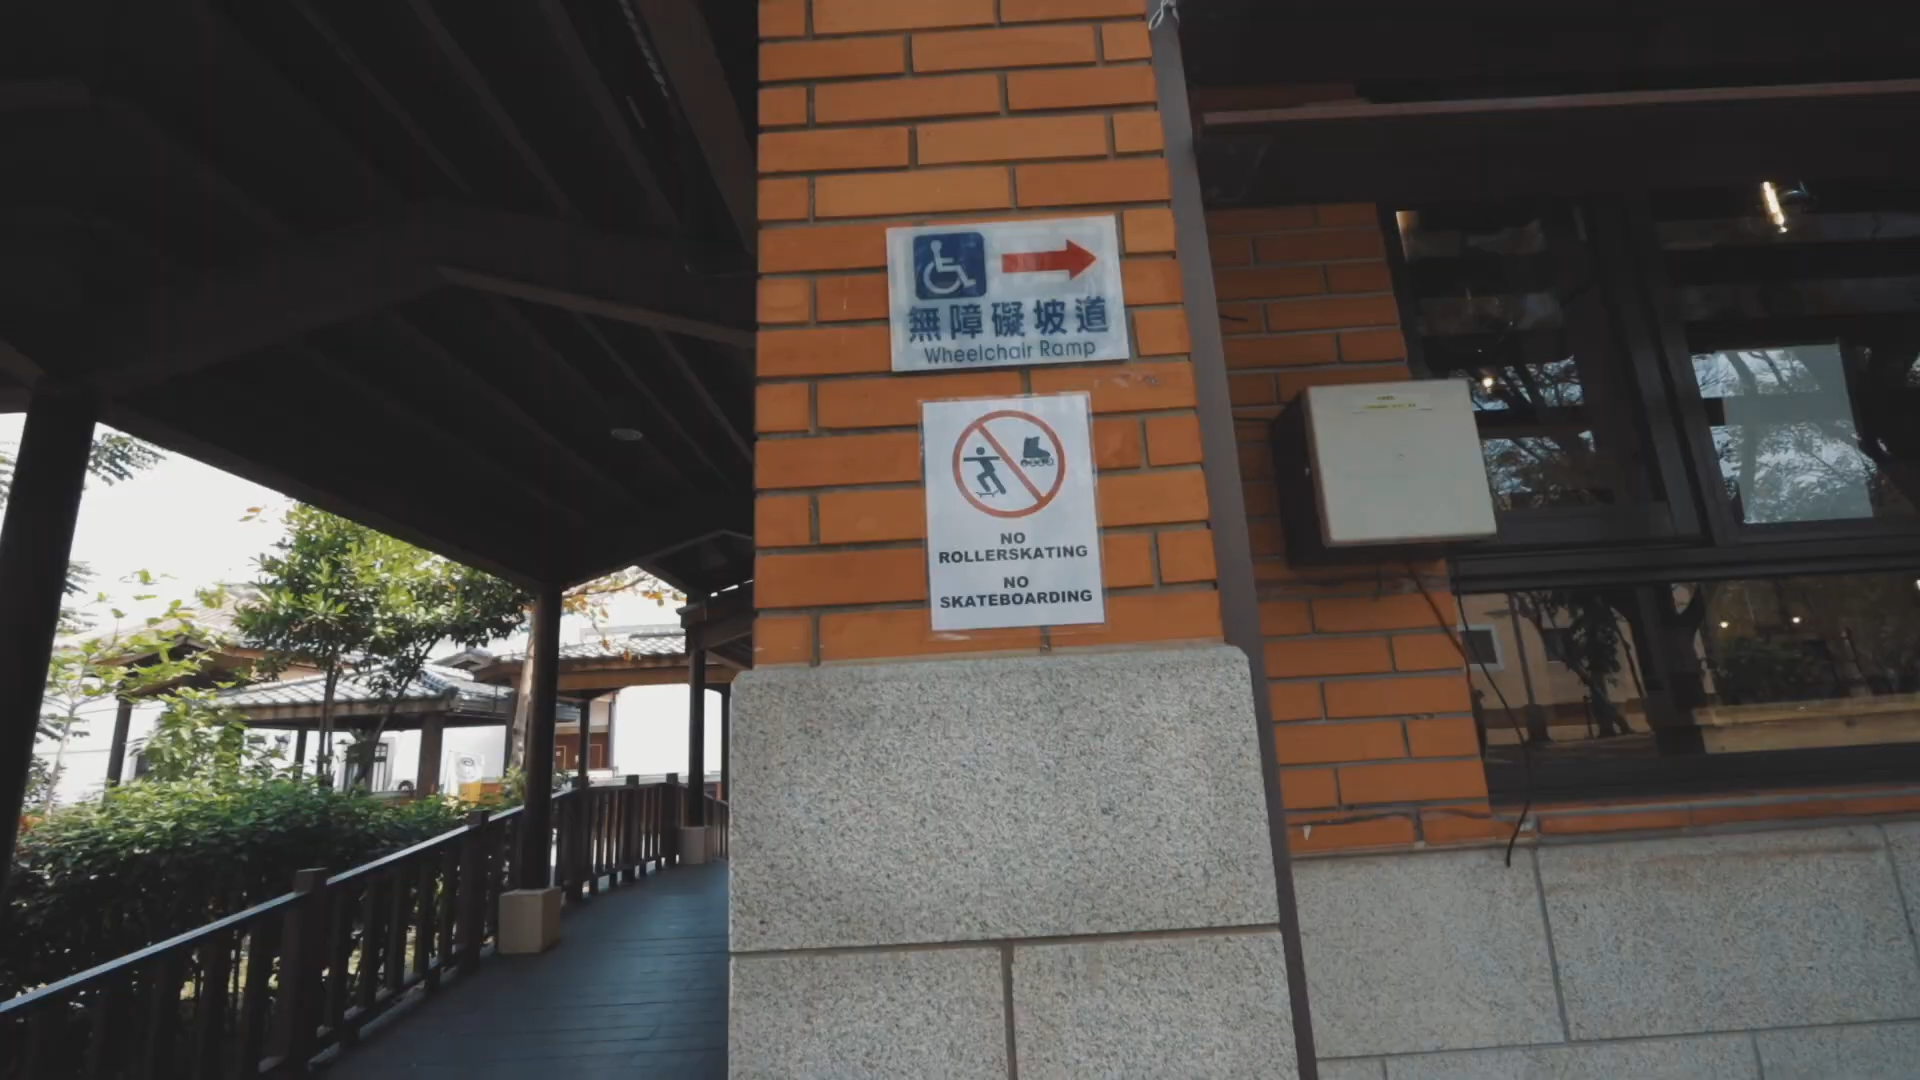 無障礙坡道
Wheelchair Ramp
NO
ROLLERSKATING
NO
SKATEBOARDING